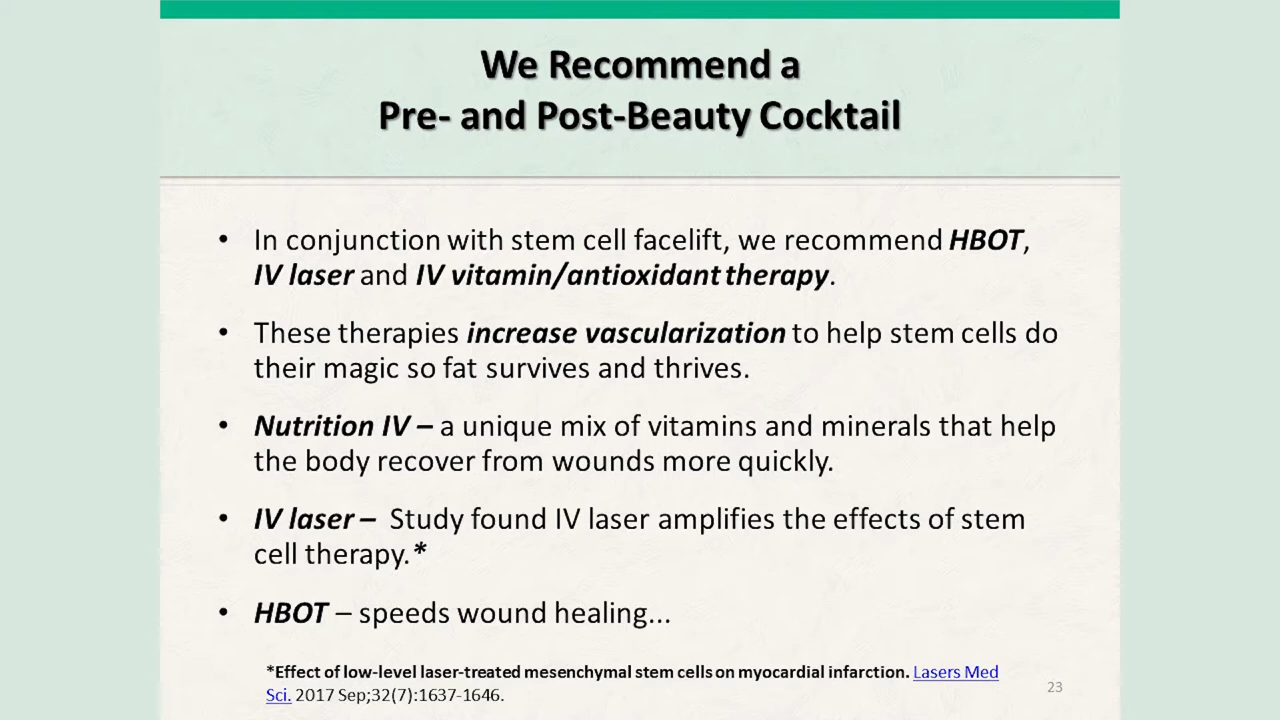 We Recommend a
Pre- and Post-Beauty Cocktail
• In conjunction with stem cell facelift, we recommend HBOT,
IV laser and IV vitamin/antioxidant therapy.
• These therapies increase vascularization to help stem cells do
their magic so fat survives and thrives.
• Nutrition IV – a unique mix of vitamins and minerals that help
the body recover from wounds more quickly.
• IV laser – Study found IV laser amplifies the effects of stem
cell therapy.*
• HBOT – speeds wound healing...
*Effect of low-level laser-treated mesenchymal stem cells on myocardial infarction. Lasers Med
Sci. 2017 Sep;32(7):1637-1646.
23